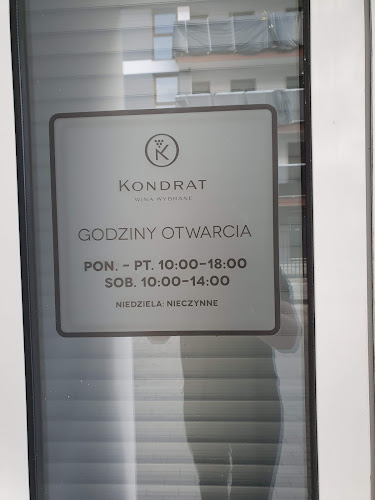 K
KONDRAT
WINA WYBRANE
GODZINY OTWARCIA
PON. - PT. 10:00-18:00
SOB. 10:00-14:00
NIEDZIELA: NIECZYNNE